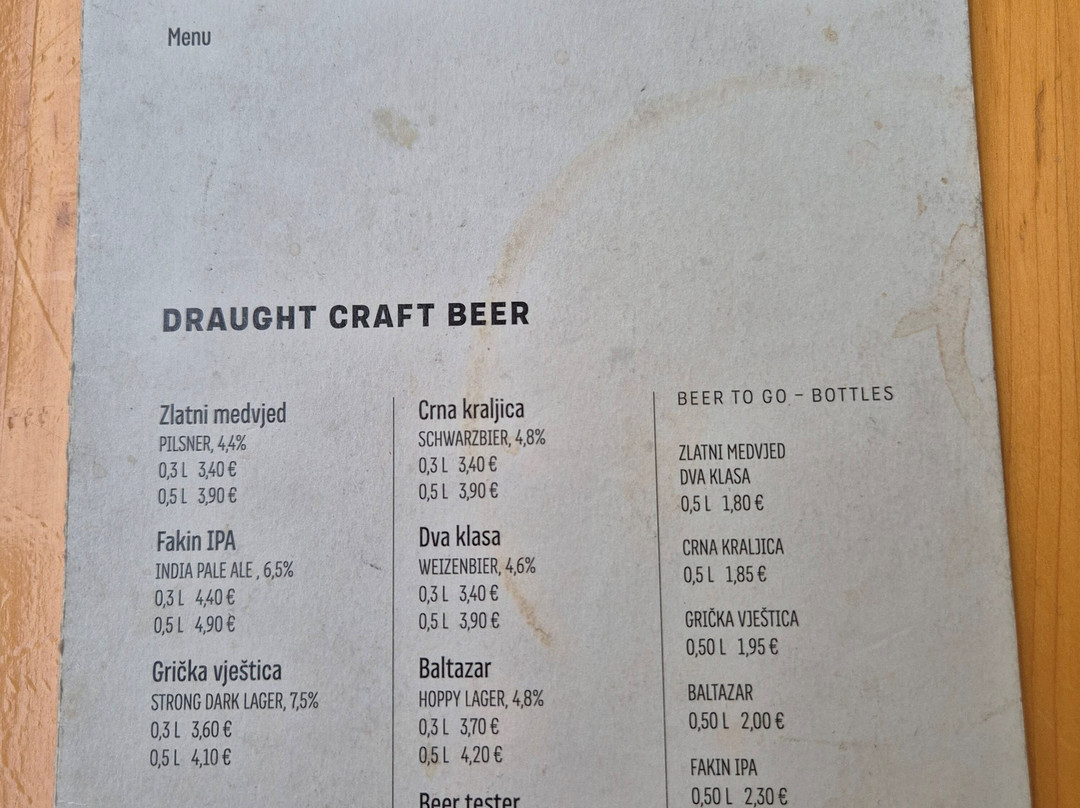 Menu
DRAUGHT CRAFT BEER
Zlatni medvjed
PILSNER, 4,4%
0,3 L 3,40 €
0,5 L 3,90 €
Fakin IPA
INDIA PALE ALE , 6,5%
0,3 L 4,40 €
0,5 L 4,90 €
Grička vještica
STRONG DARK LAGER, 7,5%
0,3 L 3,60 €
0,5 L 4,10 €
Crna kraljica
SCHWARZBIER, 4,8%
0,3 L 3,40 €
0,5 L 3,90 €
Dva klasa
WEIZENBIER, 4,6%
0,3 L 3,40 €
0,5 L 3,90 €
Baltazar
HOPPY LAGER, 4,8%
0,3 L 3,70 €
0,5 L 4,20 €
Beer tester
BEER TO GO – BOTTLES
ZLATNI MEDVJED
DVA KLASA
0,5 L 1,80 €
CRNA KRALJICA
0,5 L 1,85 €
GRIČKA VJEŠTICA
0,50 L 1,95 €
BALTAZAR
0,50 L 2,00 €
FAKIN IPA
0,50 L 2,30 €